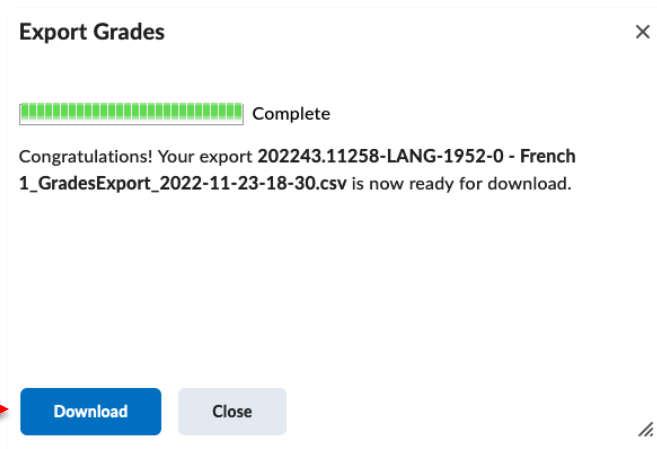 Export Grades
Complete
Congratulations! Your export 202243.11258-LANG-1952-0 - French
1_GradesExport_2022-11-23-18-30.csv is now ready for download.
Download
Close